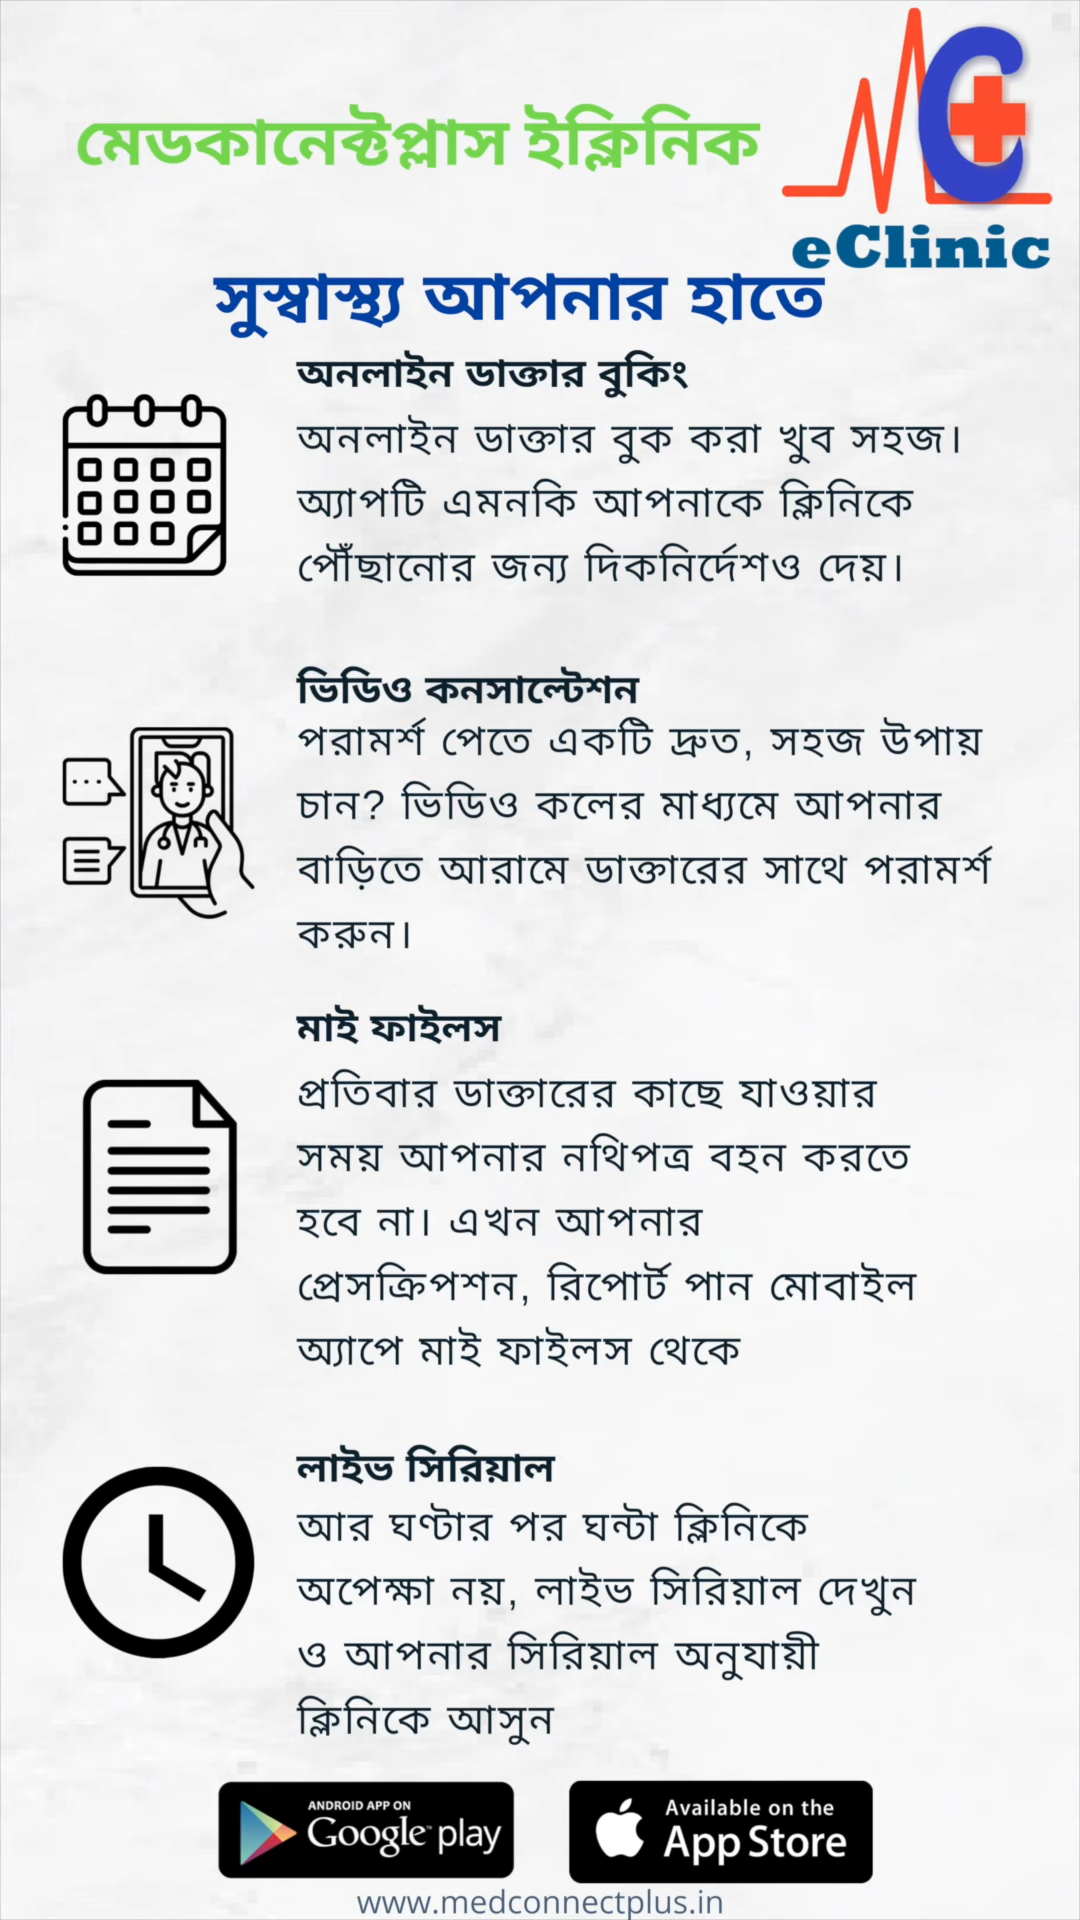 মেডকানেক্টপ্লাস ইক্লিনিক
eClinic
সুস্বাস্থ্য আপনার হাতে
অনলাইন ডাক্তার বুকিং
অনলাইন ডাক্তার বুক করা খুব সহজ।
অ্যাপটি এমনকি আপনাকে ক্লিনিকে
পৌঁছানোর জন্য দিকনির্দেশও দেয়।
ভিডিও কনসাল্টেশন
পরামর্শ পেতে একটি দ্রুত, সহজ উপায়
চান? ভিডিও কলের মাধ্যমে আপনার
বাড়িতে আরামে ডাক্তারের সাথে পরামর্শ
করুন।
মাই ফাইলস
প্রতিবার ডাক্তারের কাছে যাওয়ার
সময় আপনার নথিপত্র বহন করতে
হবে না। এখন আপনার
প্রেসক্রিপশন, রিপোর্ট পান মোবাইল
অ্যাপে মাই ফাইলস থেকে
লাইভ সিরিয়াল
আর ঘণ্টার পর ঘন্টা ক্লিনিকে
অপেক্ষা নয়, লাইভ সিরিয়াল দেখুন
ও আপনার সিরিয়াল অনুযায়ী
ক্লিনিকে আসুন
ANDROID APP ON
Google play
Available on the
App Store
www.medconnectplus.in